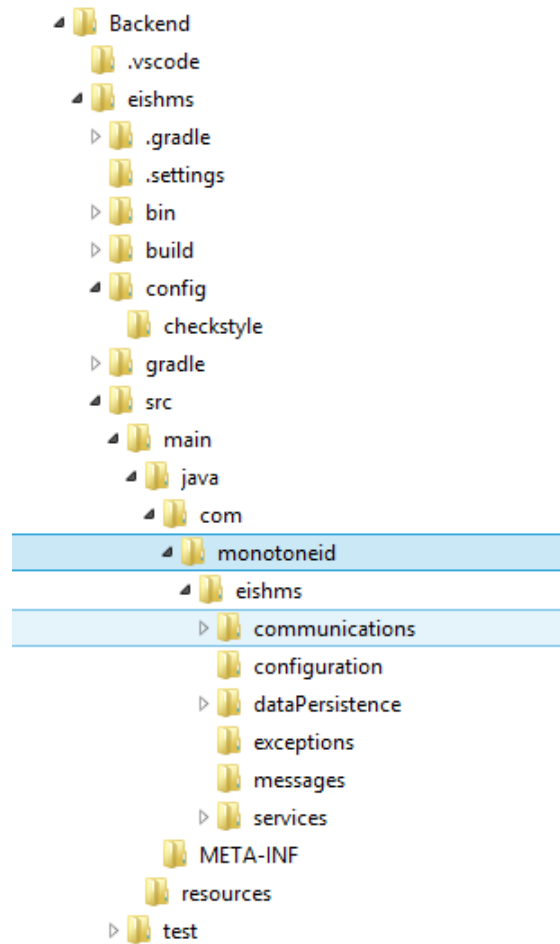 Backend
.vscode
eishms
.gradle
.settings
bin
build
config
checkstyle
gradle
src
main
java
com
monotoneid
eishms
communications
configuration
dataPersistence
exceptions
messages
services
META-INF
resources
test